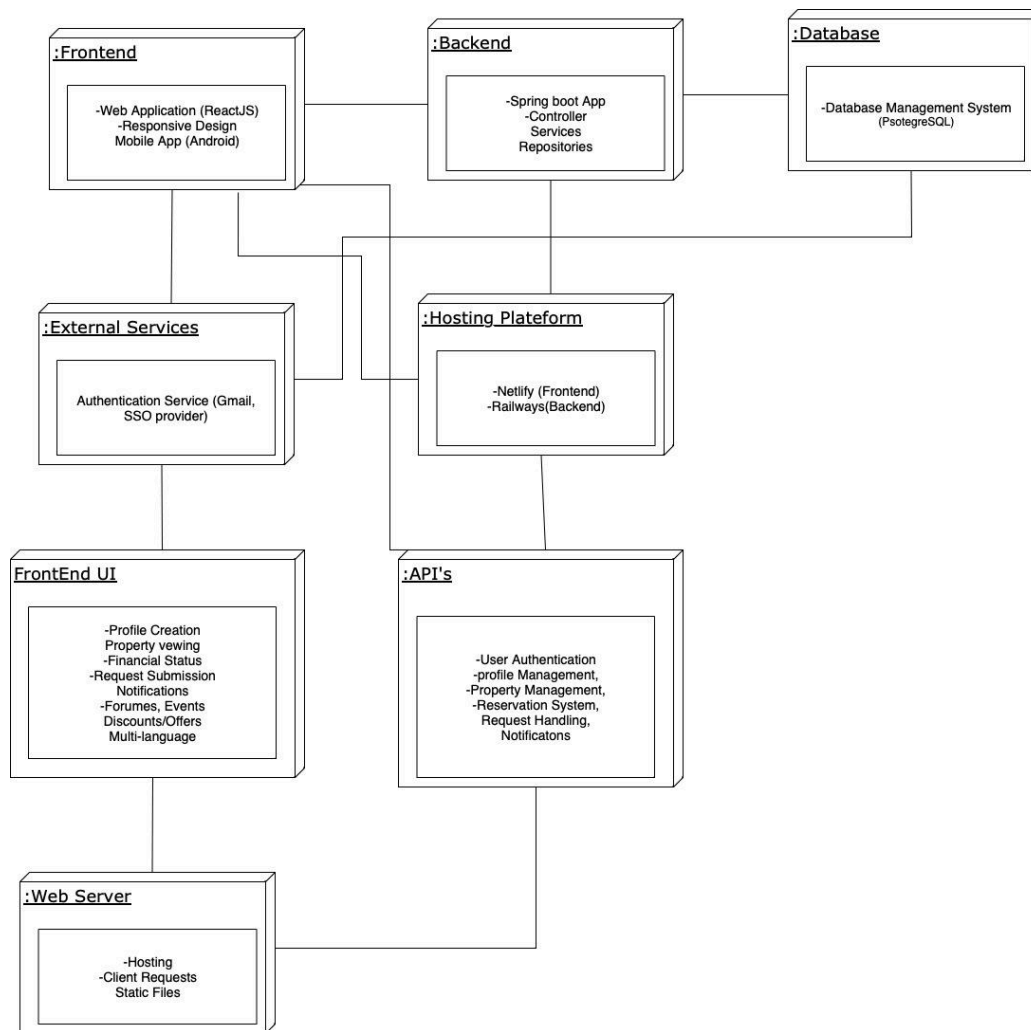 :Frontend
-Web Application (ReactJS)
-Responsive Design
Mobile App (Android)
:Backend
-Spring boot App
-Controller
Services
Repositories
:Database
-Database Management System
(PsotegreSQL)
:External Services
Authentication Service (Gmail,
SSO provider)
:Hosting Plateform
-Netlify (Frontend)
-Railways(Backend)
FrontEnd UI
-Profile Creation
Property vewing
-Financial Status
-Request Submission
Notifications
-Forumes, Events
Discounts/Offers
Multi-language
:API's
-User Authentication
-profile Management,
-Property Management,
-Reservation System,
Request Handling,
Notificatons
:Web Server
-Hosting
-Client Requests
Static Files